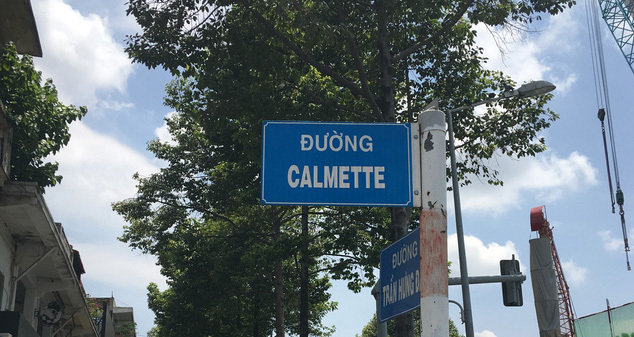 ĐƯỜNG
CALMETTE
ĐƯỜNG
TRẦN HƯNG